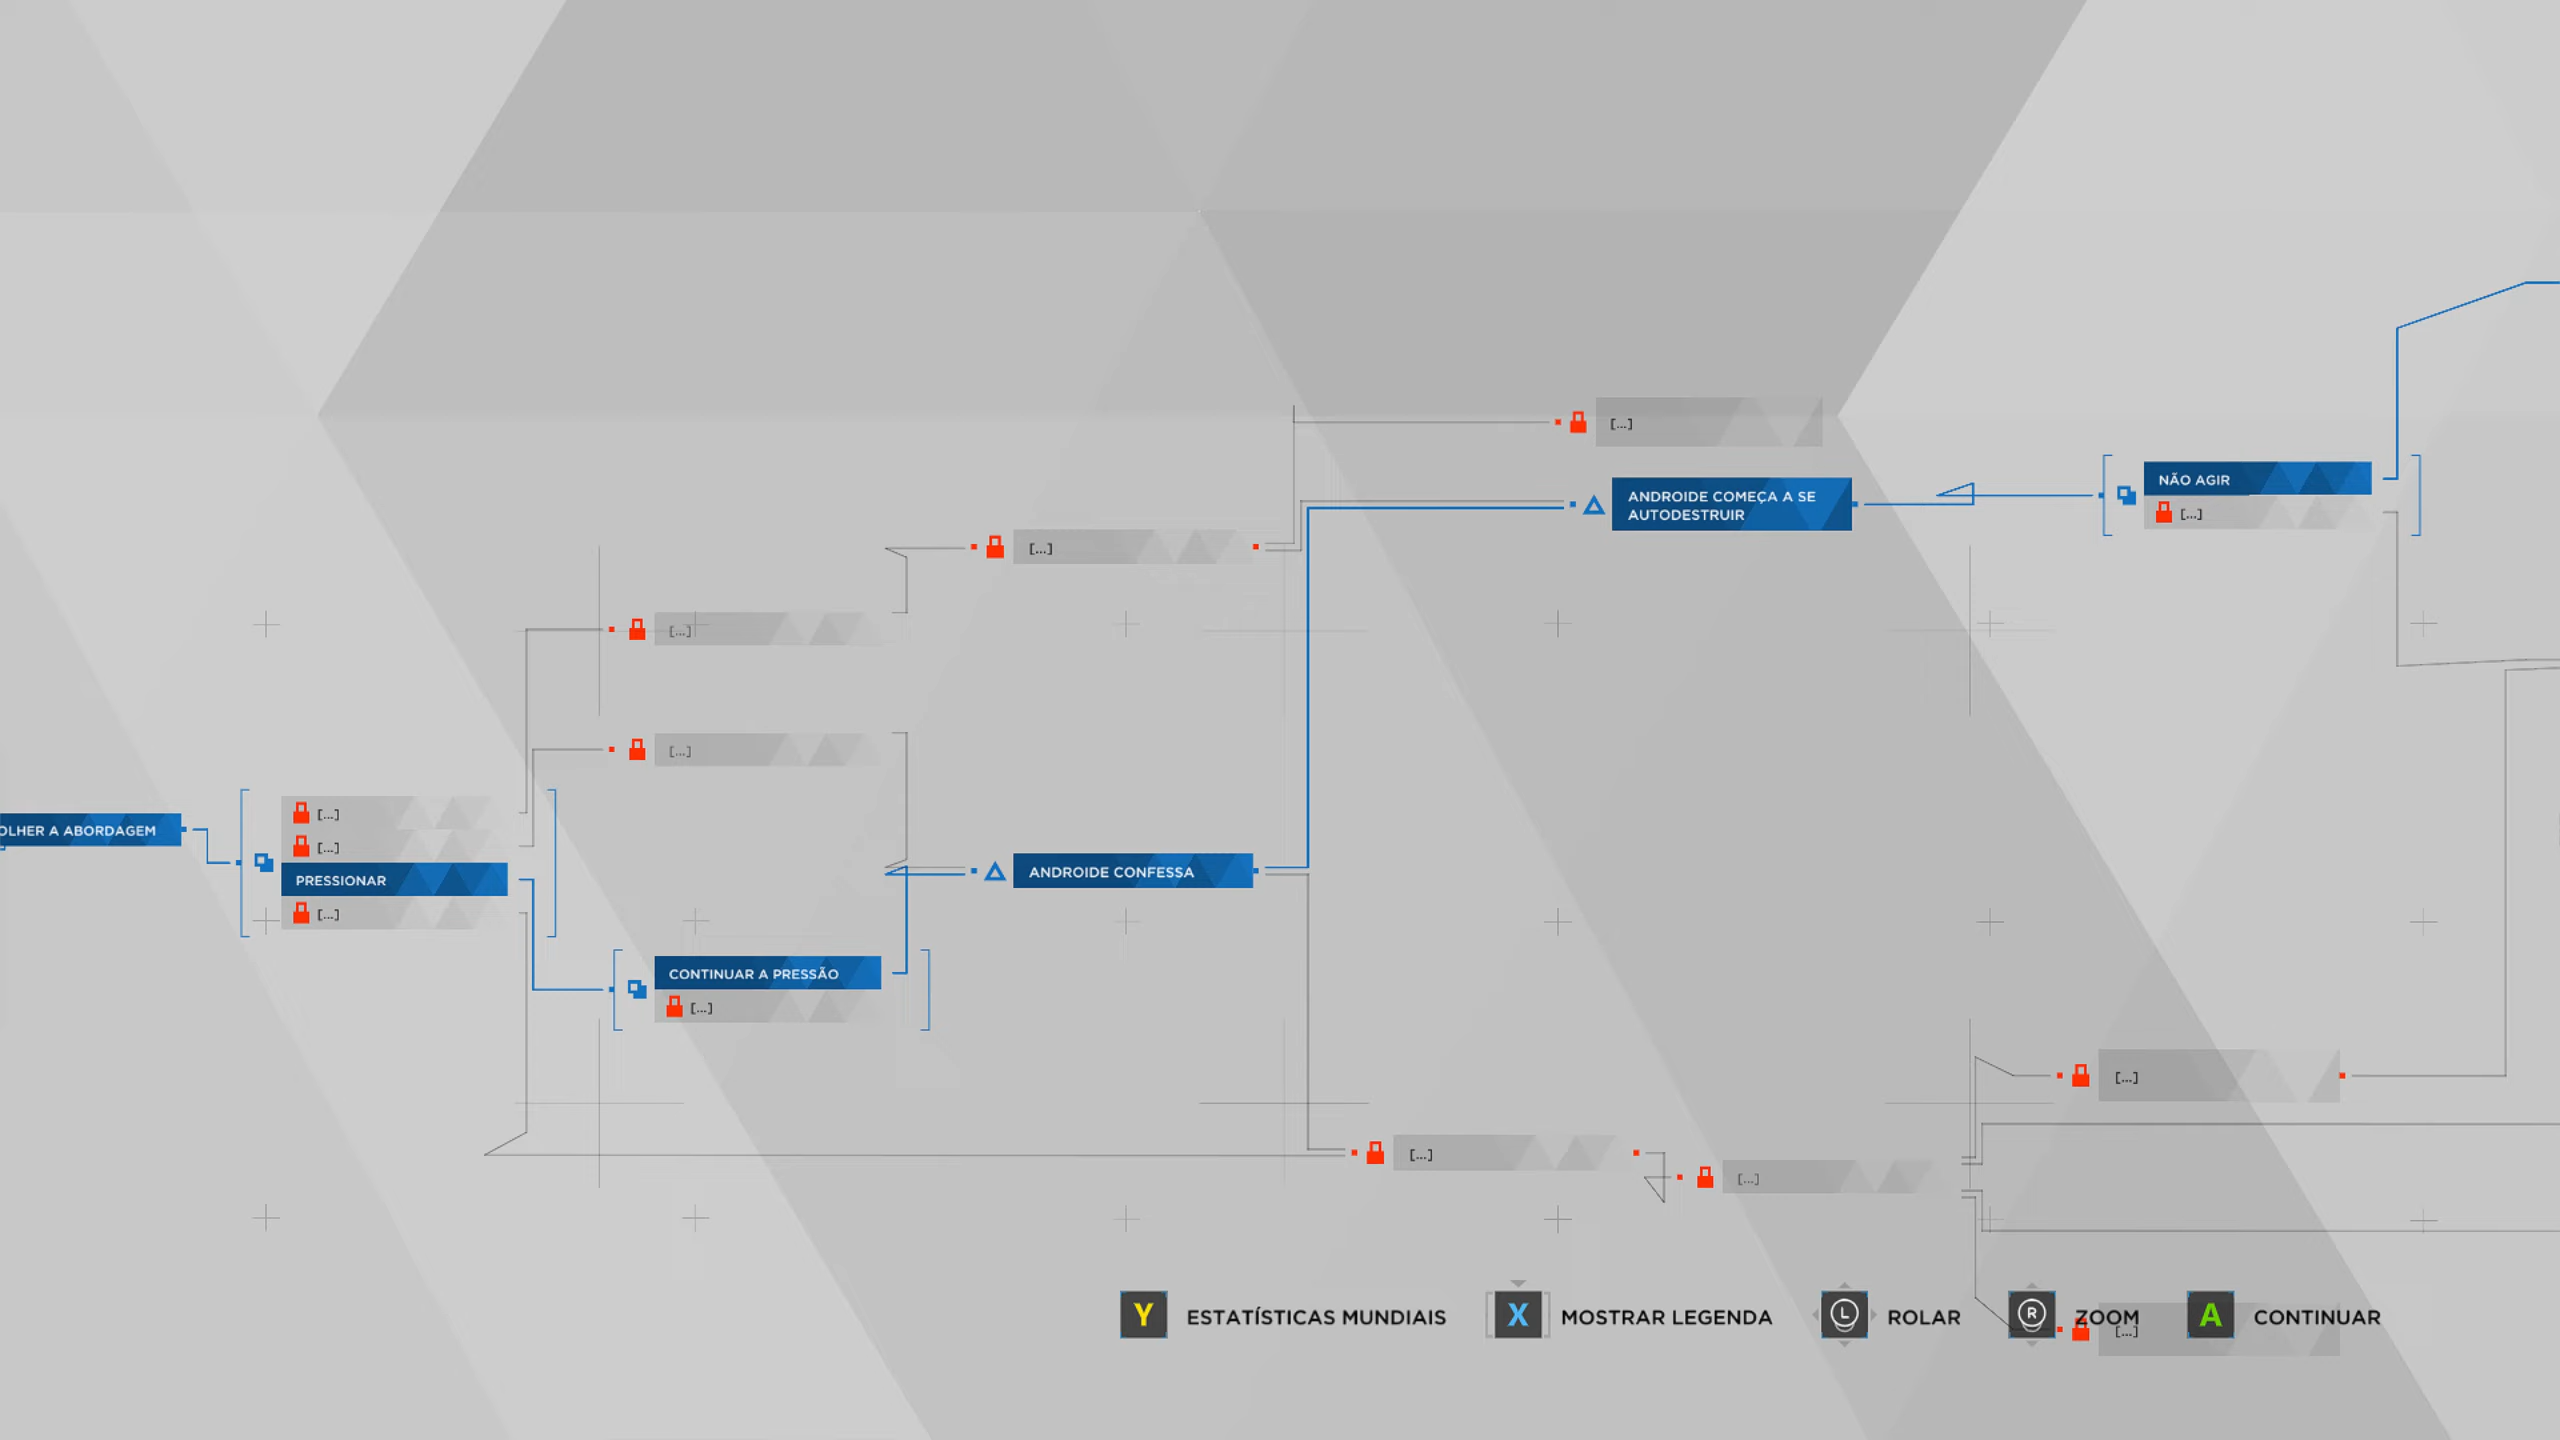 [...]
ANDROIDE COMEÇA A SE
AUTODESTRUIR
NÃO AGIR
[...]
[...]
[...]
[...]
[...]
[...]
OLHER A ABORDAGEM
PRESSIONAR
[...]
ANDROIDE CONFESSA
CONTINUAR A PRESSÃO
[...]
[...]
[...]
[...]
[...]
Y ESTATÍSTICAS MUNDIAIS X MOSTRAR LEGENDA L ROLAR R ZOOM A CONTINUAR